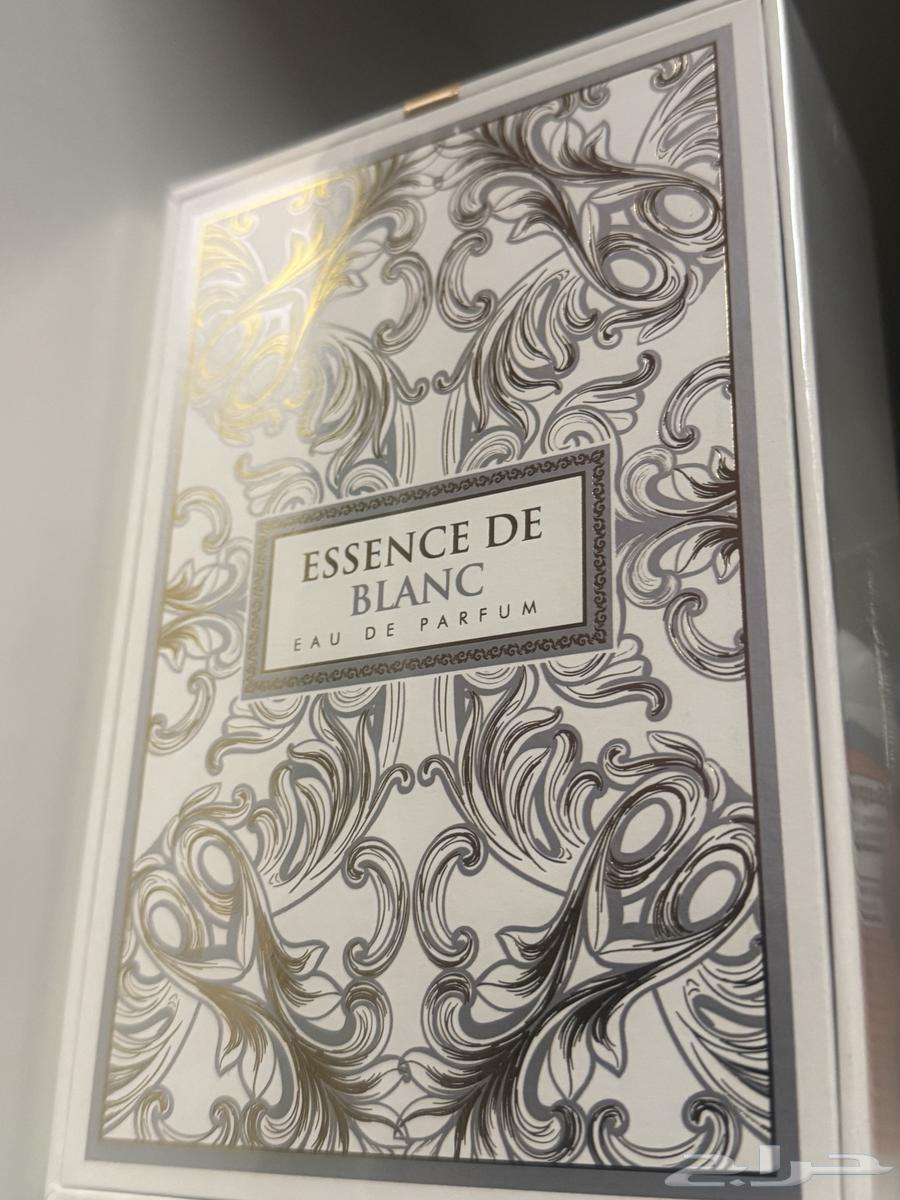 ESSENCE DE
BLANC
EAU DE PARFUM
حراج